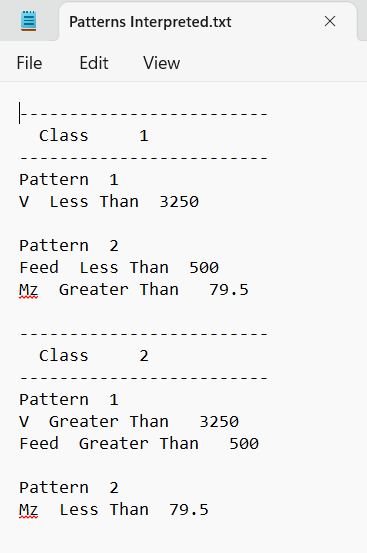 Patterns Interpreted.txt
File Edit View
-------------------------
Class 1
-------------------------
Pattern 1
V Less Than 3250
Pattern 2
Feed Less Than 500
Mz Greater Than 79.5
-------------------------
Class 2
-------------------------
Pattern 1
V Greater Than 3250
Feed Greater Than 500
Pattern 2
Mz Less Than 79.5